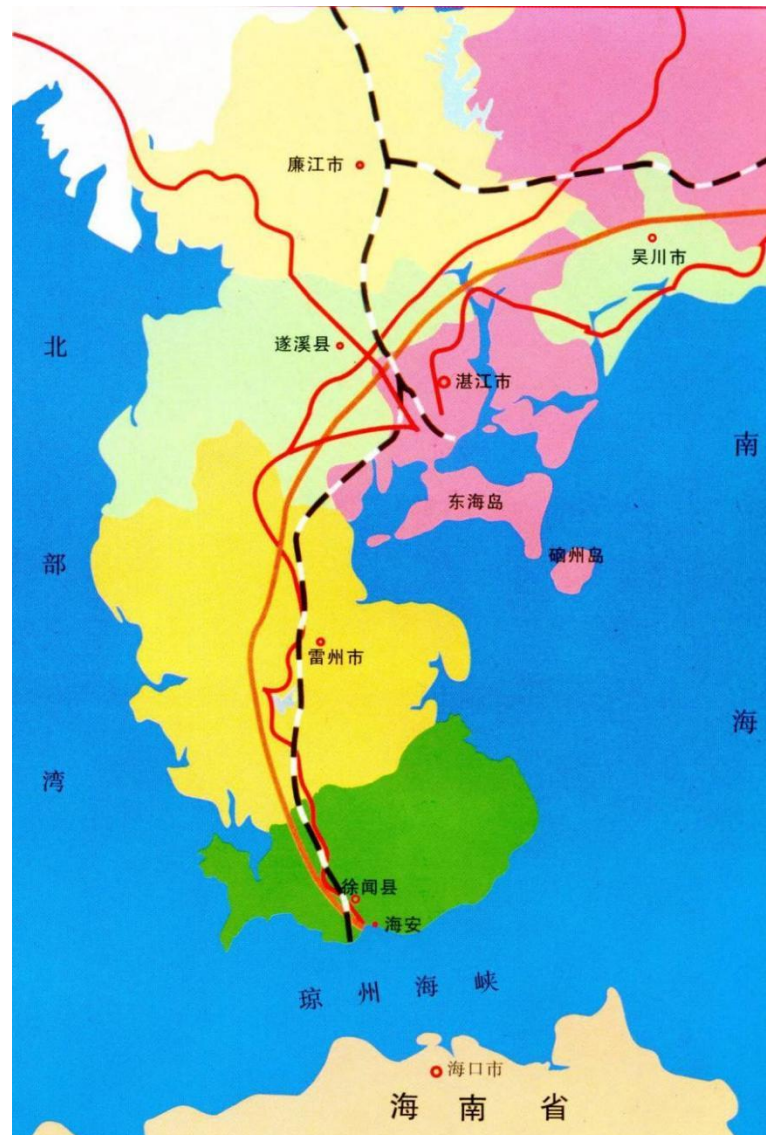 廉江市
吴川市
遂溪县
湛江市
北部湾
南海
东海岛
硇州岛
雷州市
徐闻县
海安
琼州海峡
海口市
海南省